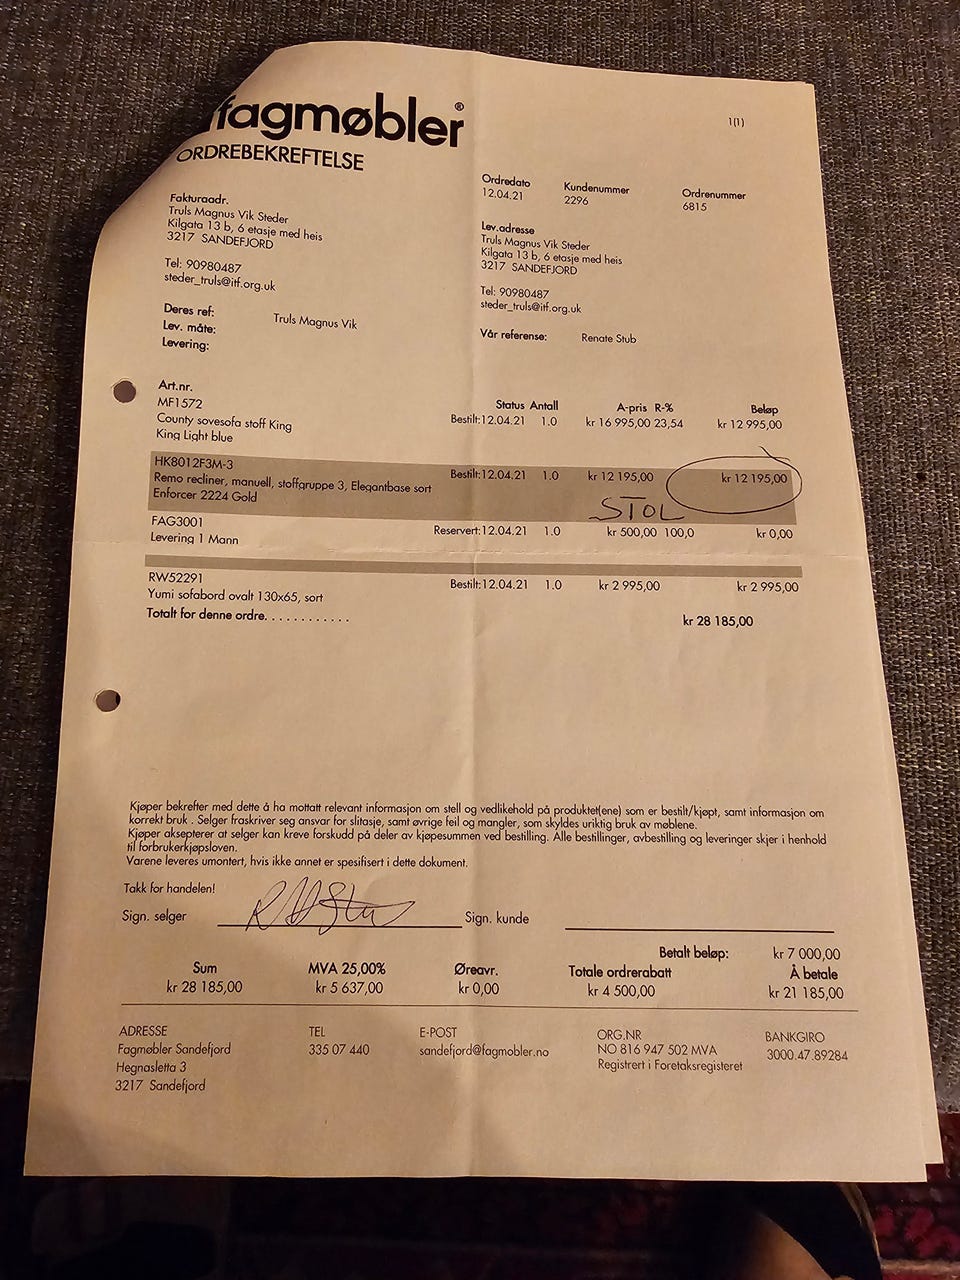 fagmøbler®
1(1)
ORDREBEKREFTELSE
Ordredato Kundenummer Ordrenummer
12.04.21 2296 6815
Fakturaadr.
Truls Magnus Vik Steder
Kilgata 13 b, 6 etasje med heis
3217 SANDEFJORD
Tel: 90980487
steder_truls@itf.org.uk
Lev.adresse
Truls Magnus Vik Steder
Kilgata 13 b, 6 etasje med heis
3217 SANDEFJORD
Tel: 90980487
steder_truls@itf.org.uk
Deres ref: Truls Magnus Vik
Lev. måte:
Levering:
Vår referense: Renate Stub
Art.nr. Status Antall A-pris R-% Beløp
MF1572 Bestilt:12.04.21 1.0 kr 16 995,00 23,54 kr 12 995,00
County sovesofa stoff King
King Light blue
HK8012F3M-3 Bestilt:12.04.21 1.0 kr 12 195,00 kr 12 195,00
Remo recliner, manuell, stoffgruppe 3, Elegantbase sort
Enforcer 2224 Gold
STOL
FAG3001 Reservert:12.04.21 1.0 kr 500,00 100,0 kr 0,00
Levering 1 Mann
RW52291 Bestilt:12.04.21 1.0 kr 2 995,00 kr 2 995,00
Yumi sofabord ovalt 130x65, sort
Totalt for denne ordre. . . . . . . . . . . . kr 28 185,00
Kjøper bekrefter med dette å ha mottatt relevant informasjon om stell og vedlikehold på produktet(ene) som er bestilt/kjøpt, samt informasjon om
korrekt bruk . Selger fraskriver seg ansvar for slitasje, samt øvrige feil og mangler, som skyldes uriktig bruk av møblene.
Kjøper aksepterer at selger kan kreve forskudd på deler av kjøpesummen ved bestilling. Alle bestillinger, avbestilling og leveringer skjer i henhold
til forbrukerkjøpsloven.
Varene leveres umontert, hvis ikke annet er spesifisert i dette dokument.
Takk for handelen!
Sign. selger Sign. kunde
Betalt beløp: kr 7 000,00
Sum MVA 25,00% Øreavr. Totale ordrerabatt Å betale
kr 28 185,00 kr 5 637,00 kr 0,00 kr 4 500,00 kr 21 185,00
ADRESSE TEL E-POST ORG.NR BANKGIRO
Fagmøbler Sandefjord 335 07 440 sandefjord@fagmobler.no NO 816 947 502 MVA 3000.47.89284
Hegnasletta 3 Registrert i Foretaksregisteret
3217 Sandefjord